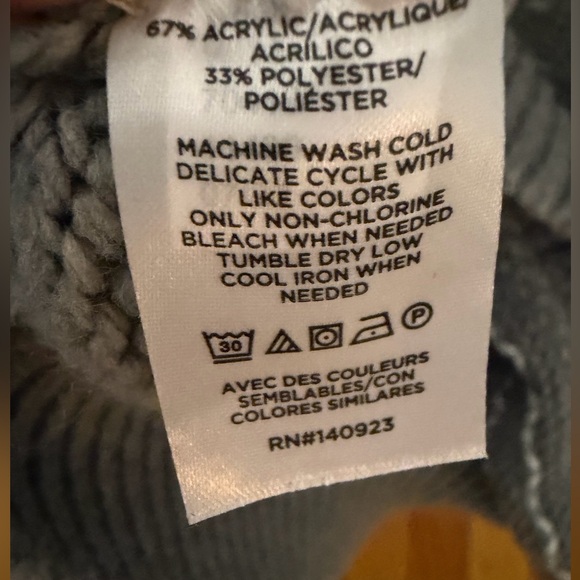 67% ACRYLIC/ACRYLIQUE/
ACRÍLICO
33% POLYESTER/
POLIÉSTER
MACHINE WASH COLD
DELICATE CYCLE WITH
LIKE COLORS
ONLY NON-CHLORINE
BLEACH WHEN NEEDED
TUMBLE DRY LOW
COOL IRON WHEN
NEEDED
30 P
AVEC DES COULEURS
SEMBLABLES/CON
COLORES SIMILARES
RN#140923